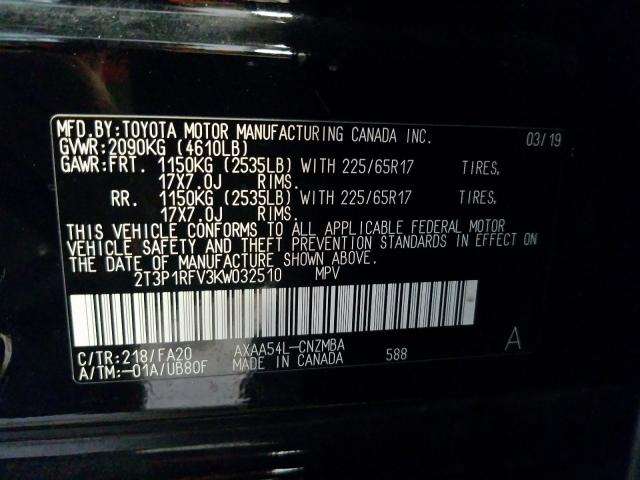 MFD.BY:TOYOTA MOTOR MANUFACTURING CANADA INC. 03/19
GVWR:2090KG (4610LB)
GAWR:FRT. 1150KG (2535LB) WITH 225/65R17 TIRES,
17X7.0J RIMS.
RR. 1150KG (2535LB) WITH 225/65R17 TIRES,
17X7.0J RIMS.
THIS VEHICLE CONFORMS TO ALL APPLICABLE FEDERAL MOTOR
VEHICLE SAFETY AND THEFT PREVENTION STANDARDS IN EFFECT ON
THE DATE OF MANUFACTURE SHOWN ABOVE.
2T3P1RFV3KW032510 MPV
C/TR:218/FA20 AXAA54L-CNZMBA 588 A
A/TM:-01A/UB80F MADE IN CANADA